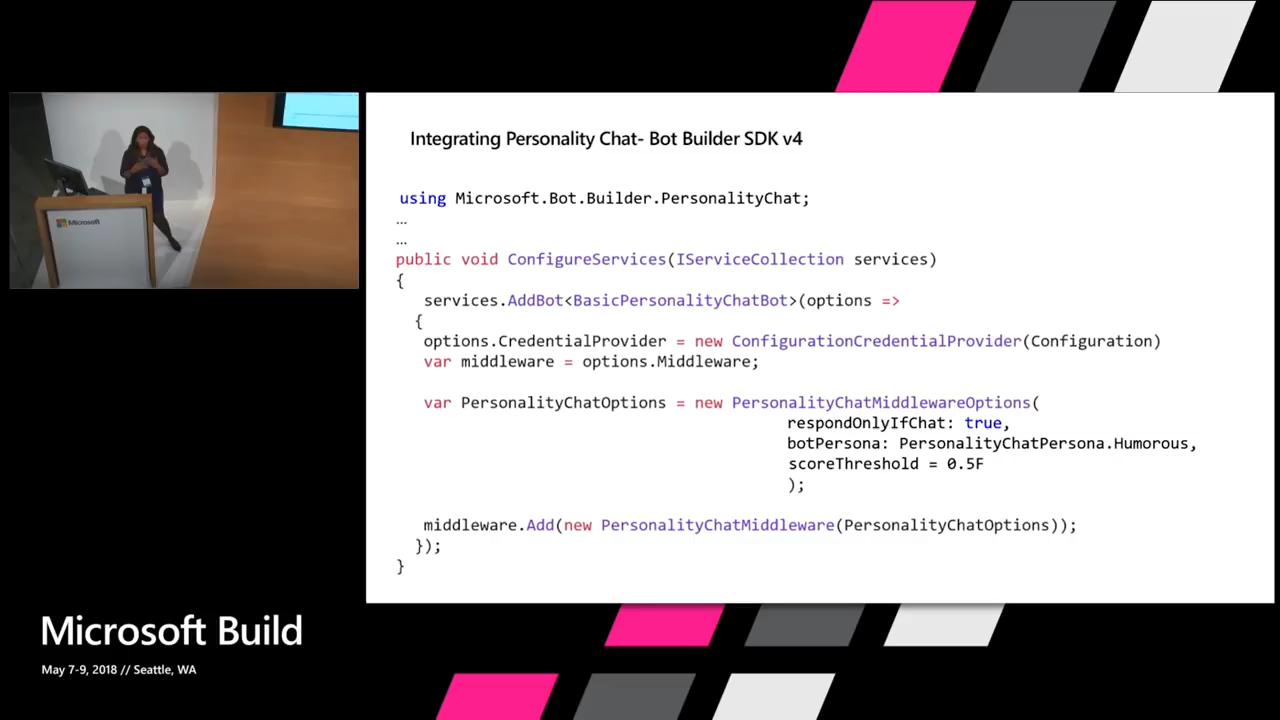 Integrating Personality Chat- Bot Builder SDK v4
using Microsoft.Bot.Builder.PersonalityChat;
…
…
public void ConfigureServices(IServiceCollection services)
{
services.AddBot<BasicPersonalityChatBot>(options =>
{
options.CredentialProvider = new ConfigurationCredentialProvider(Configuration)
var middleware = options.Middleware;
var PersonalityChatOptions = new PersonalityChatMiddlewareOptions(
respondOnlyIfChat: true,
botPersona: PersonalityChatPersona.Humorous,
scoreThreshold = 0.5F
);
middleware.Add(new PersonalityChatMiddleware(PersonalityChatOptions));
});
}
Microsoft
Microsoft Build
May 7-9, 2018 // Seattle, WA